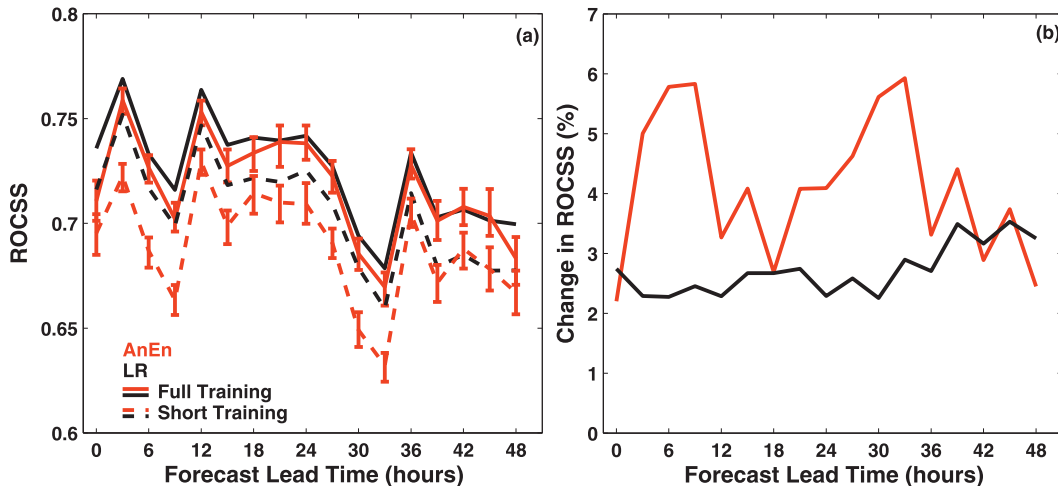 (a)
0.8
0.75
0.7
0.65
0.6
ROCSS
AnEn
LR
Full Training
Short Training
0 6 12 18 24 30 36 42 48
Forecast Lead Time (hours)
(b)
7
6
5
4
3
2
1
0
Change in ROCSS (%)
0 6 12 18 24 30 36 42 48
Forecast Lead Time (hours)